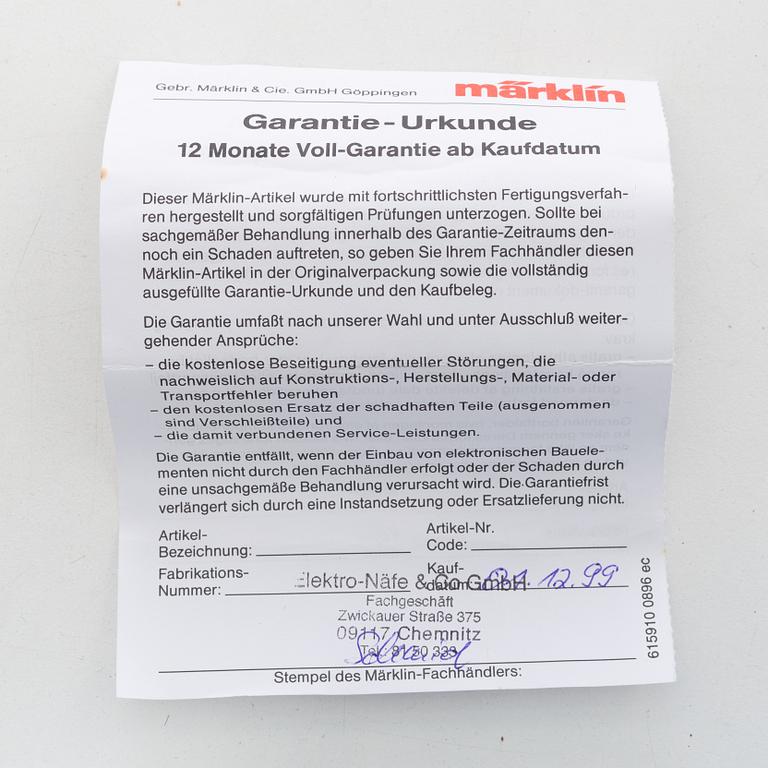 Gebr. Märklin & Cie. GmbH Göppingen
märklin
Garantie-Urkunde
12 Monate Voll-Garantie ab Kaufdatum
Dieser Märklin-Artikel wurde mit fortschrittlichsten Fertigungsverfah-
ren hergestellt und sorgfältigen Prüfungen unterzogen. Sollte bei
sachgemäßer Behandlung innerhalb des Garantie-Zeitraums den-
noch ein Schaden auftreten, so geben Sie Ihrem Fachhändler diesen
Märklin-Artikel in der Originalverpackung sowie die vollständig
ausgefüllte Garantie-Urkunde und den Kaufbeleg.
Die Garantie umfaßt nach unserer Wahl und unter Ausschluß weiter-
gehender Ansprüche:
– die kostenlose Beseitigung eventueller Störungen, die
nachweislich auf Konstruktions-, Herstellungs-, Material- oder
Transportfehler beruhen
– den kostenlosen Ersatz der schadhaften Teile (ausgenommen
sind Verschleißteile) und
– die damit verbundenen Service-Leistungen.
Die Garantie entfällt, wenn der Einbau von elektronischen Bauele-
menten nicht durch den Fachhändler erfolgt oder der Schaden durch
eine unsachgemäße Behandlung verursacht wird. Die Garantiefrist
verlängert sich durch eine Instandsetzung oder Ersatzlieferung nicht.
Artikel-
Bezeichnung:
Artikel-Nr.
Code:
Fabrikations-
Nummer:
Kauf-
datum: 21.12.99
Elektro-Näfe & Co GmbH
Fachgeschäft
Zwickauer Straße 375
09117 Chemnitz
Tel. 8150 333
Stempel des Märklin-Fachhändlers:
615910 0896 ec